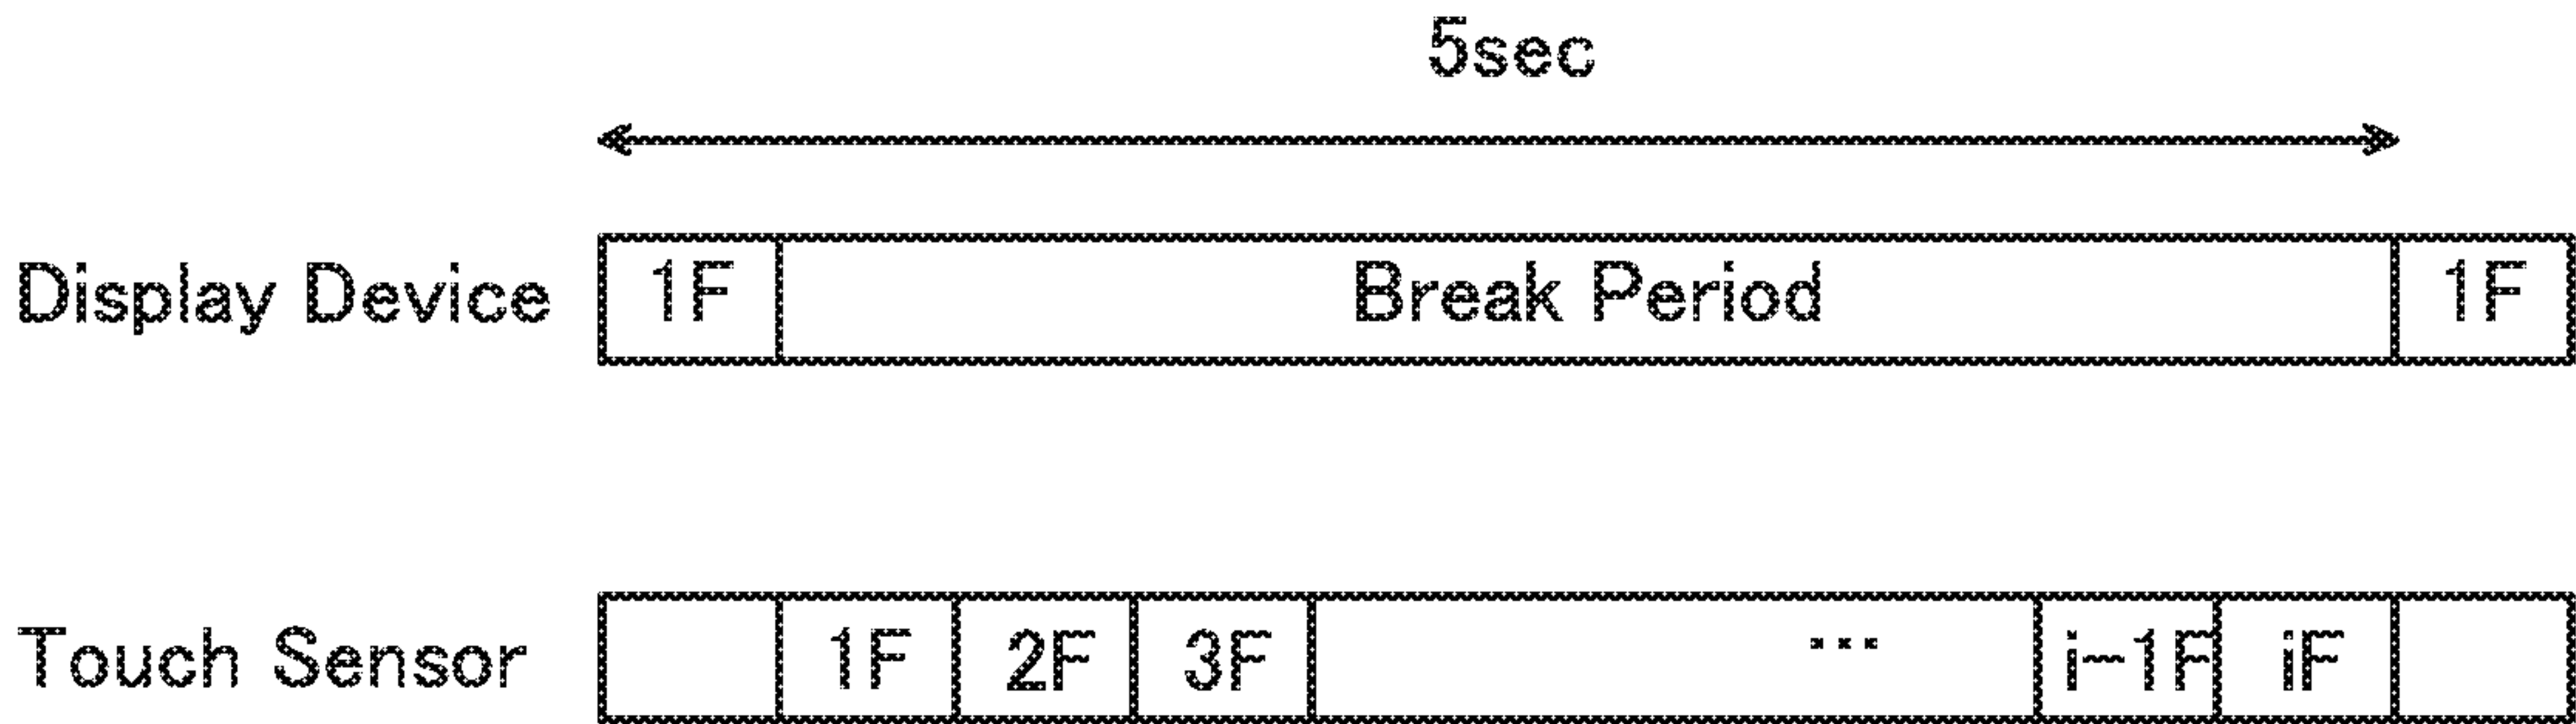 5sec
Display Device 1F Break Period 1F
Touch Sensor 1F 2F 3F ... i-1F iF